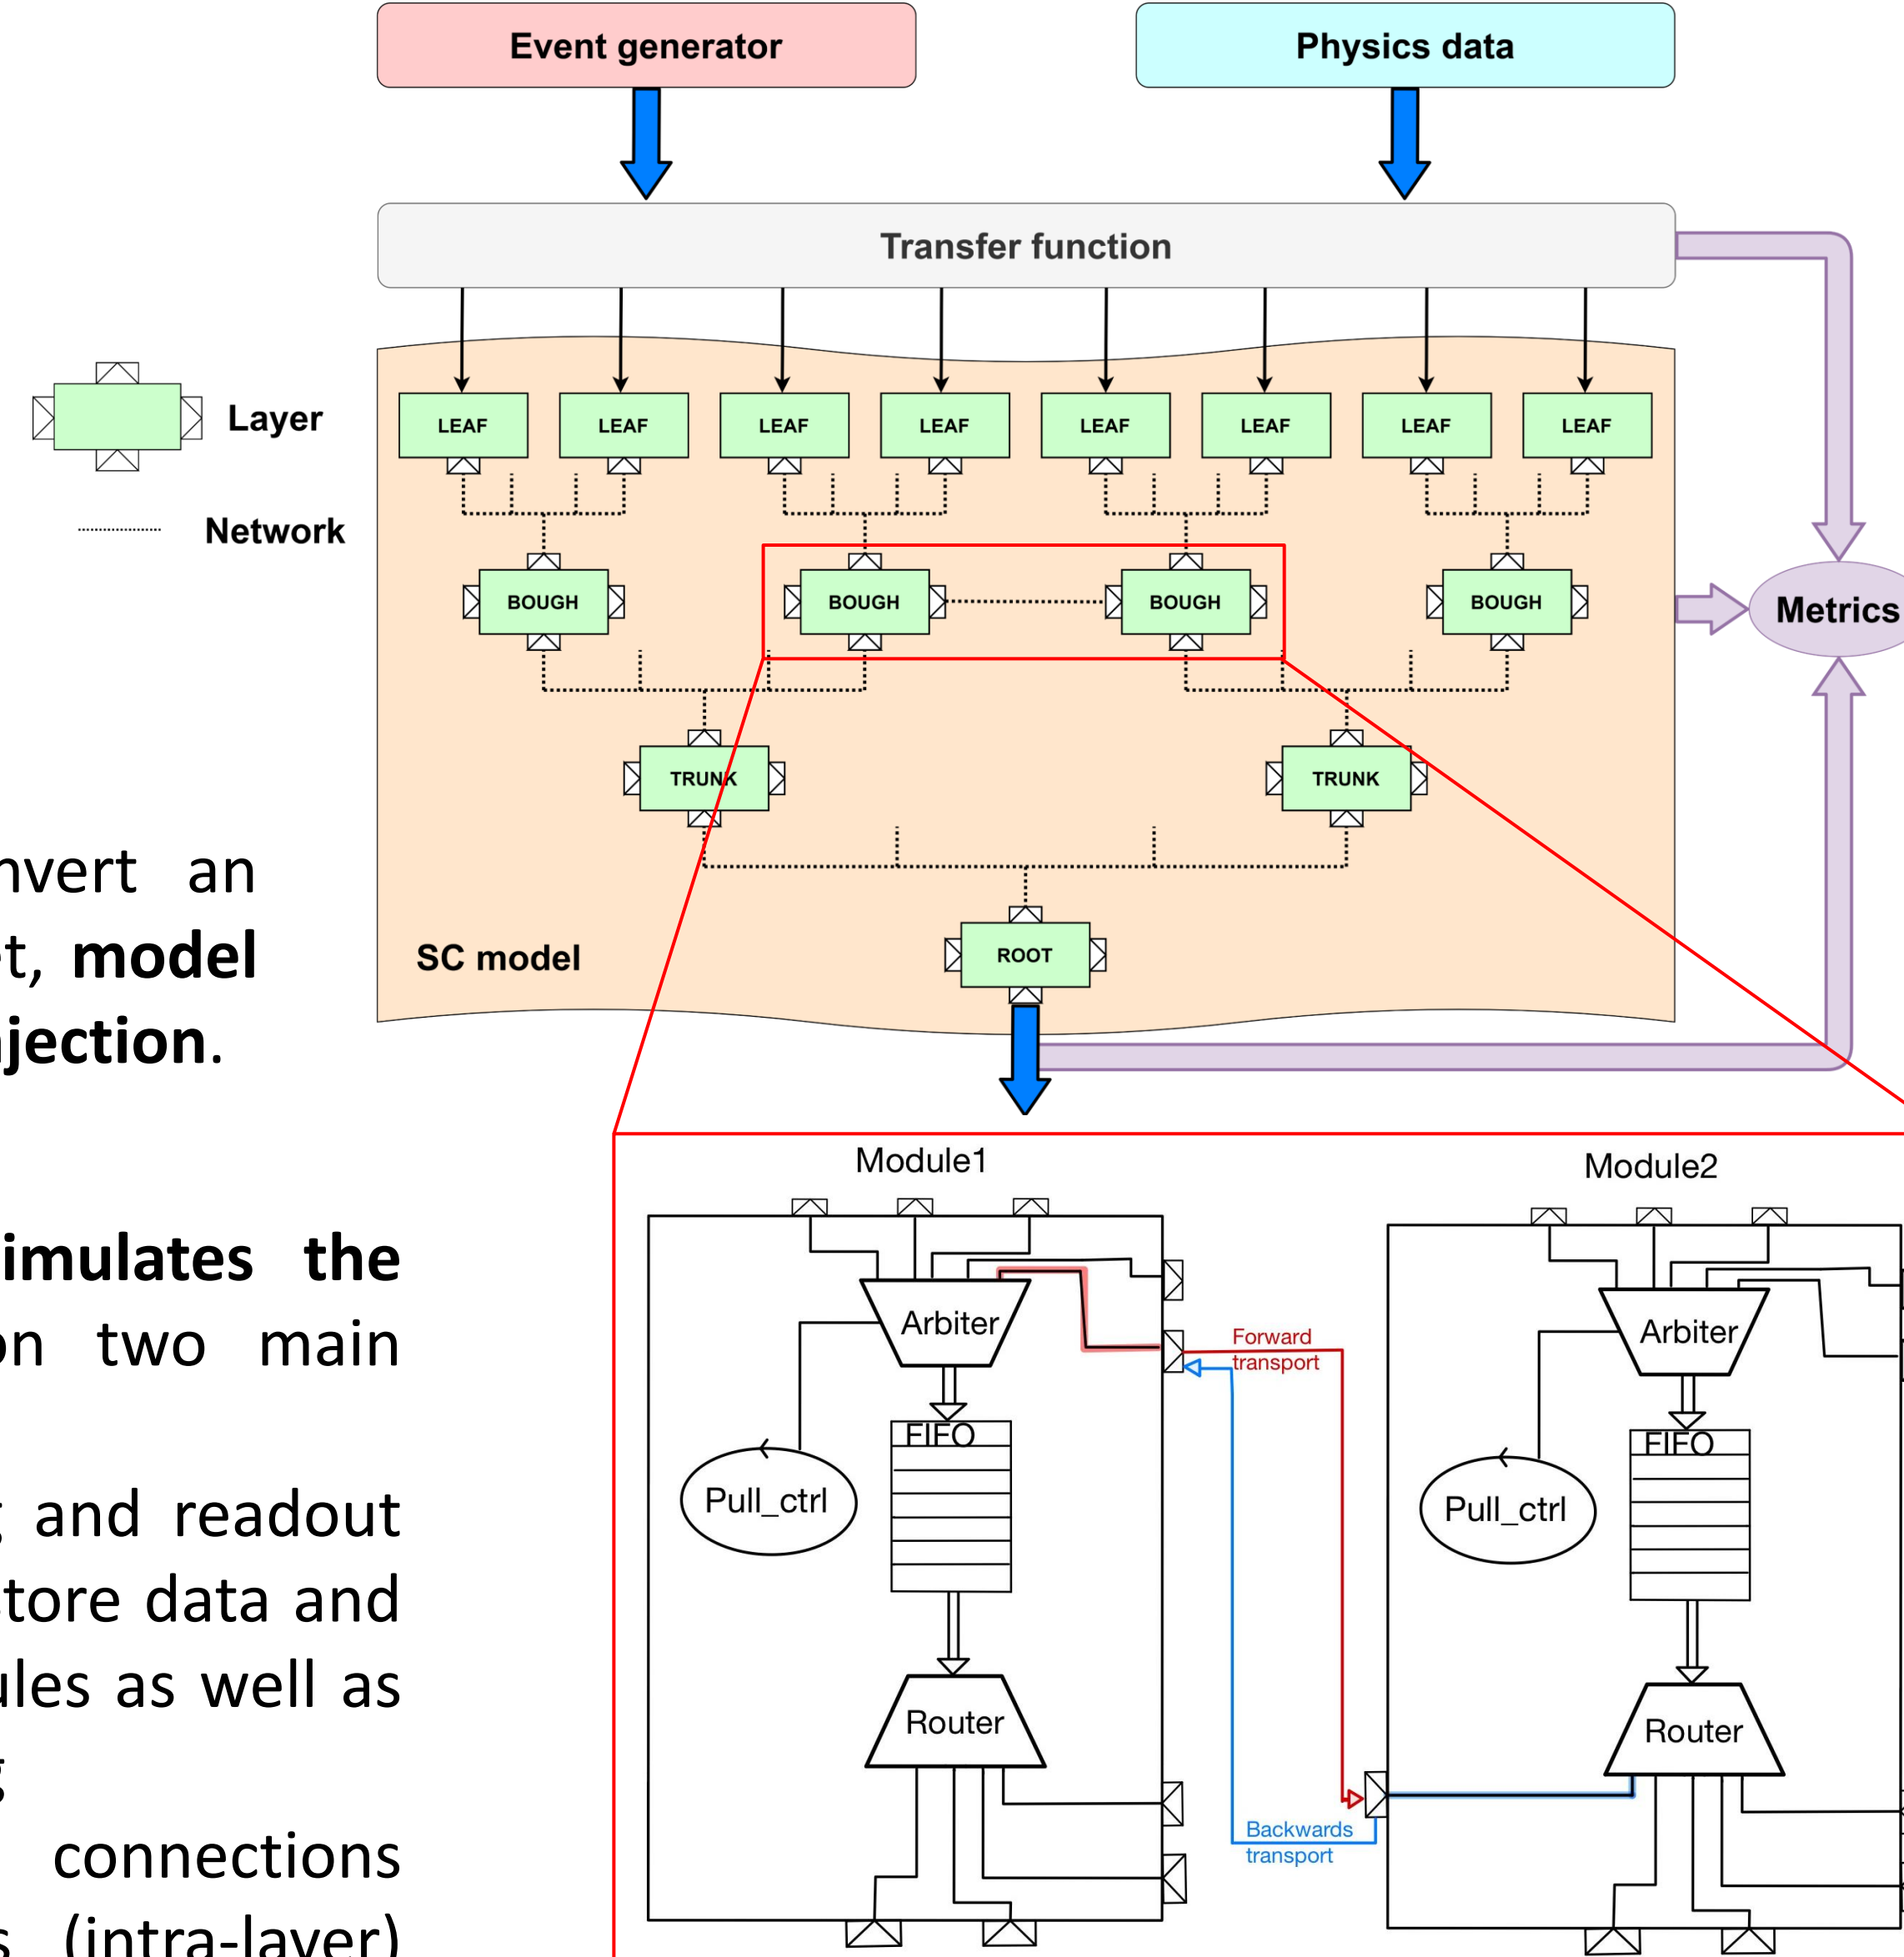 Event generator
Physics data
Transfer function
Layer
Network
LEAF LEAF LEAF LEAF LEAF LEAF LEAF LEAF
BOUGH BOUGH BOUGH BOUGH
Metrics
TRUNK TRUNK
SC model
ROOT
nvert an
et, model
njection.
imulates the
on two main
g and readout
store data and
ules as well as
g
connections
s (intra-layer)
Module1
Arbiter
FIFO
Pull_ctrl
Router
Forward
transport
Backwards
transport
Module2
Arbiter
FIFO
Pull_ctrl
Router